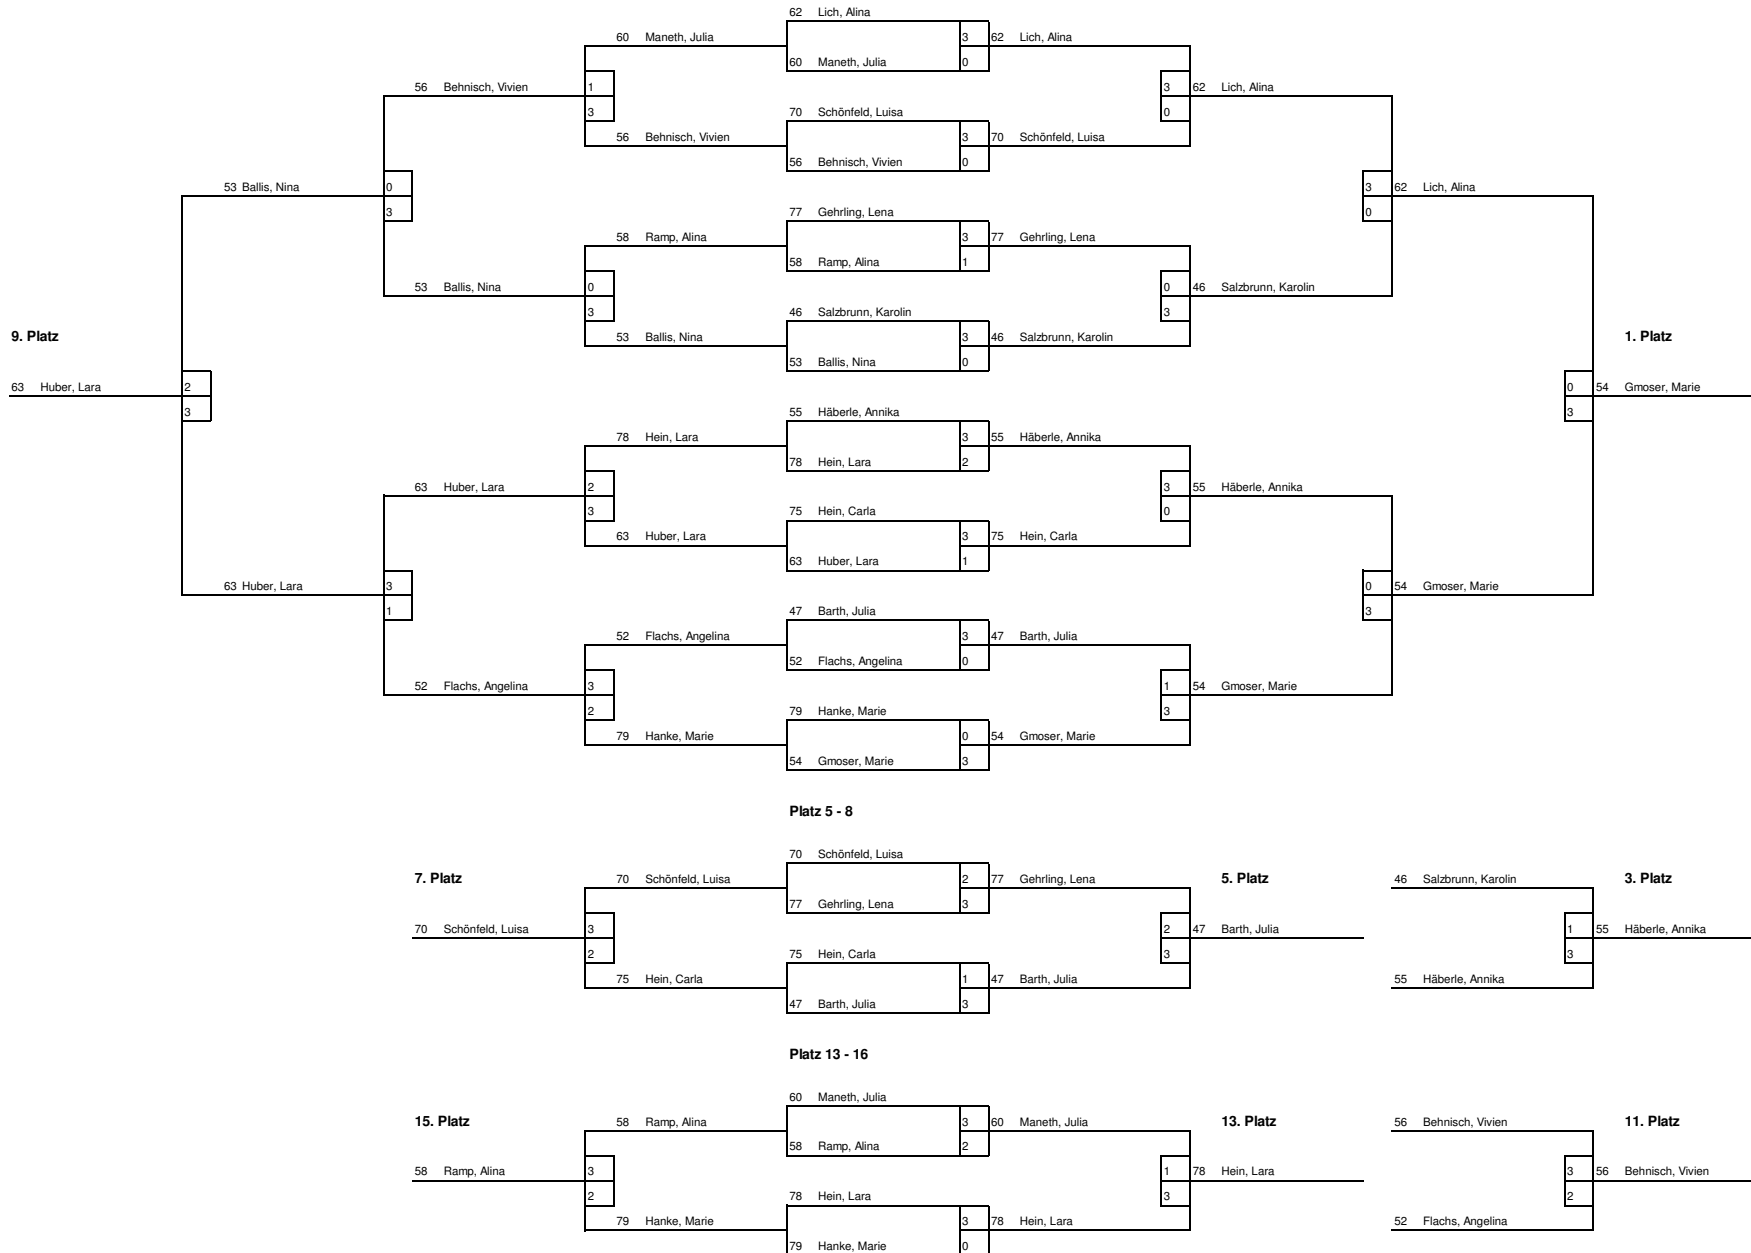 62 Lich, Alina
60 Maneth, Julia 3 62 Lich, Alina
60 Maneth, Julia 0
56 Behnisch, Vivien 1 3 62 Lich, Alina
3 70 Schönfeld, Luisa 0
56 Behnisch, Vivien 3 70 Schönfeld, Luisa
56 Behnisch, Vivien 0
53 Ballis, Nina 0 3 62 Lich, Alina
3 77 Gehrling, Lena 0
58 Ramp, Alina 3 77 Gehrling, Lena
58 Ramp, Alina 1
53 Ballis, Nina 0 0 46 Salzbrunn, Karolin
3 46 Salzbrunn, Karolin 3
9. Platz 53 Ballis, Nina 3 46 Salzbrunn, Karolin 1. Platz
53 Ballis, Nina 0
63 Huber, Lara 2 0 54 Gmoser, Marie
3 55 Häberle, Annika 3
78 Hein, Lara 3 55 Häberle, Annika
78 Hein, Lara 2
63 Huber, Lara 2 3 55 Häberle, Annika
3 75 Hein, Carla 0
63 Huber, Lara 3 75 Hein, Carla
63 Huber, Lara 1
63 Huber, Lara 3 0 54 Gmoser, Marie
1 47 Barth, Julia 3
52 Flachs, Angelina 3 47 Barth, Julia
52 Flachs, Angelina 0
52 Flachs, Angelina 3 1 54 Gmoser, Marie
2 79 Hanke, Marie 3
79 Hanke, Marie 0 54 Gmoser, Marie
54 Gmoser, Marie 3
Platz 5 - 8
70 Schönfeld, Luisa
7. Platz 70 Schönfeld, Luisa 2 77 Gehrling, Lena 5. Platz 46 Salzbrunn, Karolin 3. Platz
77 Gehrling, Lena 3
70 Schönfeld, Luisa 3 2 47 Barth, Julia 1 55 Häberle, Annika
2 75 Hein, Carla 3 3
75 Hein, Carla 1 47 Barth, Julia 55 Häberle, Annika
47 Barth, Julia 3
Platz 13 - 16
60 Maneth, Julia
15. Platz 58 Ramp, Alina 3 60 Maneth, Julia 13. Platz 56 Behnisch, Vivien 11. Platz
58 Ramp, Alina 2
58 Ramp, Alina 3 1 78 Hein, Lara 3 56 Behnisch, Vivien
2 78 Hein, Lara 3 2
79 Hanke, Marie 3 78 Hein, Lara 52 Flachs, Angelina
79 Hanke, Marie 0